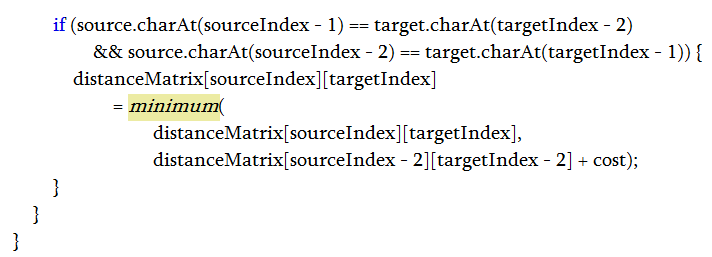 if (source.charAt(sourceIndex - 1) == target.charAt(targetIndex - 2)
&& source.charAt(sourceIndex - 2) == target.charAt(targetIndex - 1)) {
distanceMatrix[sourceIndex][targetIndex]
= minimum(
distanceMatrix[sourceIndex][targetIndex],
distanceMatrix[sourceIndex - 2][targetIndex - 2] + cost);
}
}
}